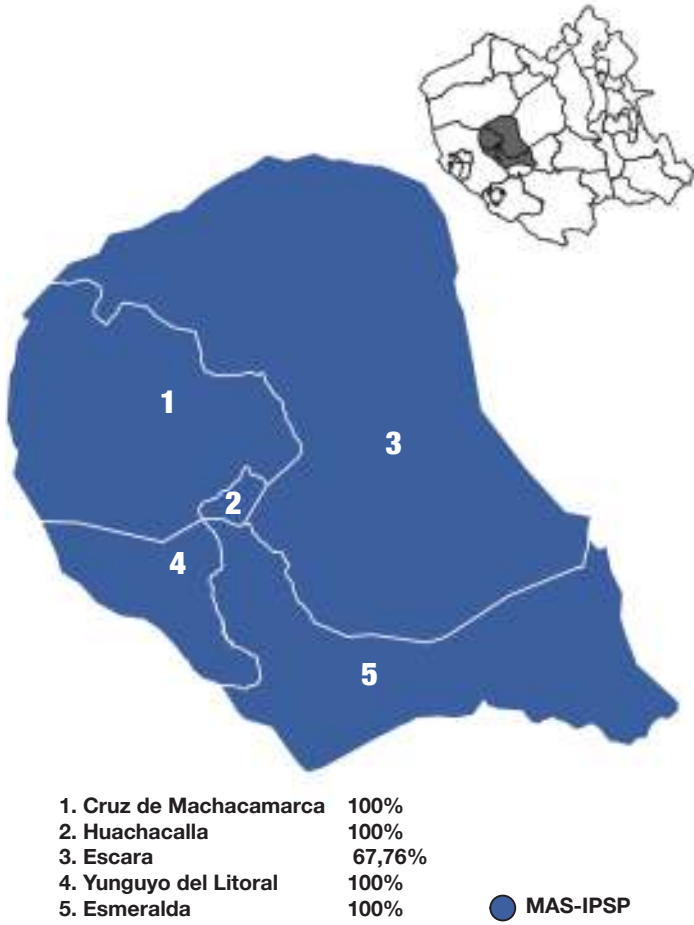 1
3
2
4
5
1. Cruz de Machacamarca 100%
2. Huachacalla 100%
3. Escara 67,76%
4. Yunguyo del Litoral 100%
5. Esmeralda 100%
MAS-IPSP